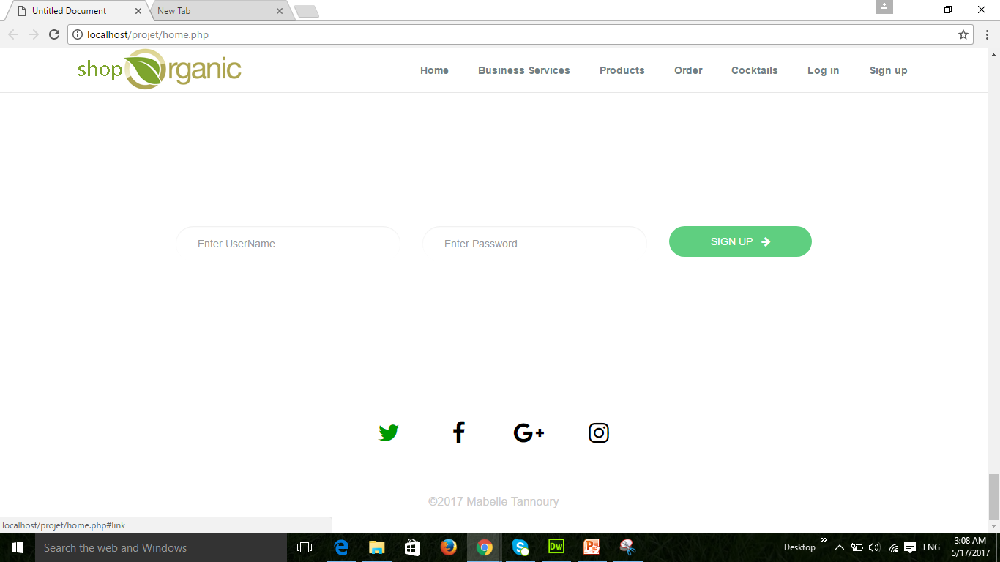 Untitled Document
New Tab
localhost/projet/home.php
shop Organic
Home Business Services Products Order Cocktails Log in Sign up
Enter UserName Enter Password SIGN UP
G+
©2017 Mabelle Tannoury
localhost/projet/home.php#link
Search the web and Windows
Dw
Desktop
ENG
3:08 AM
5/17/2017